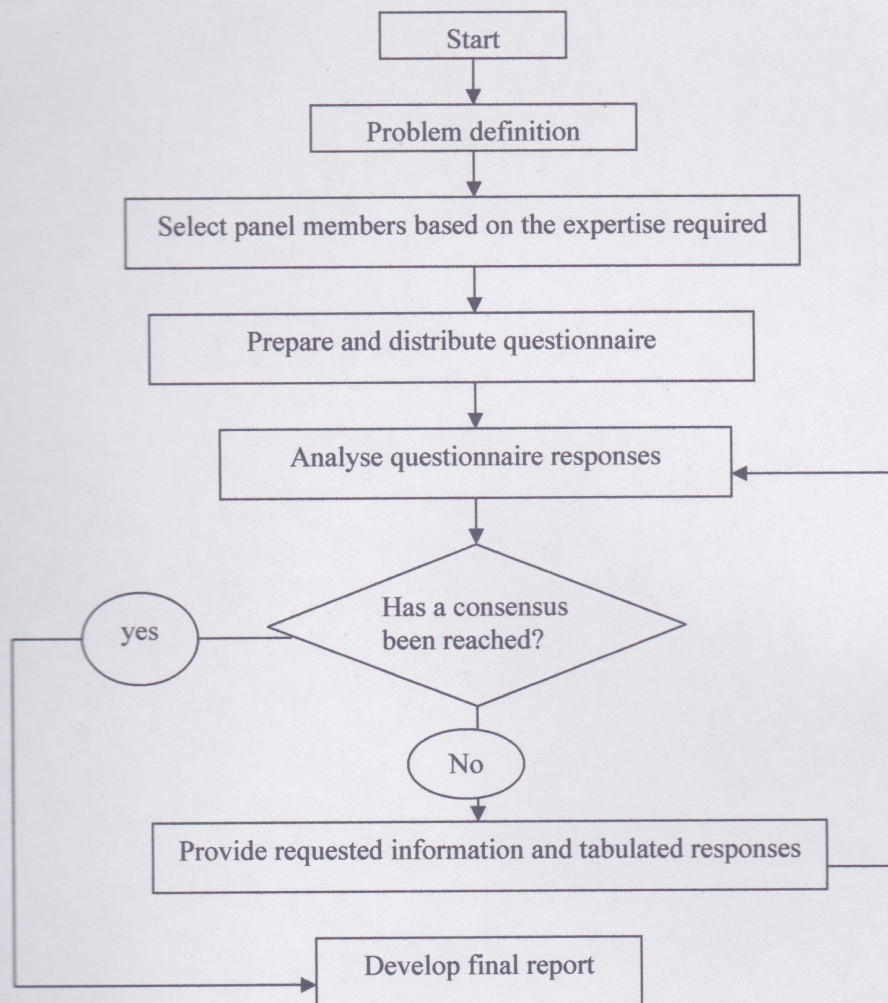 Start
Problem definition
Select panel members based on the expertise required
Prepare and distribute questionnaire
Analyse questionnaire responses
Has a consensus
been reached?
yes
No
Provide requested information and tabulated responses
Develop final report